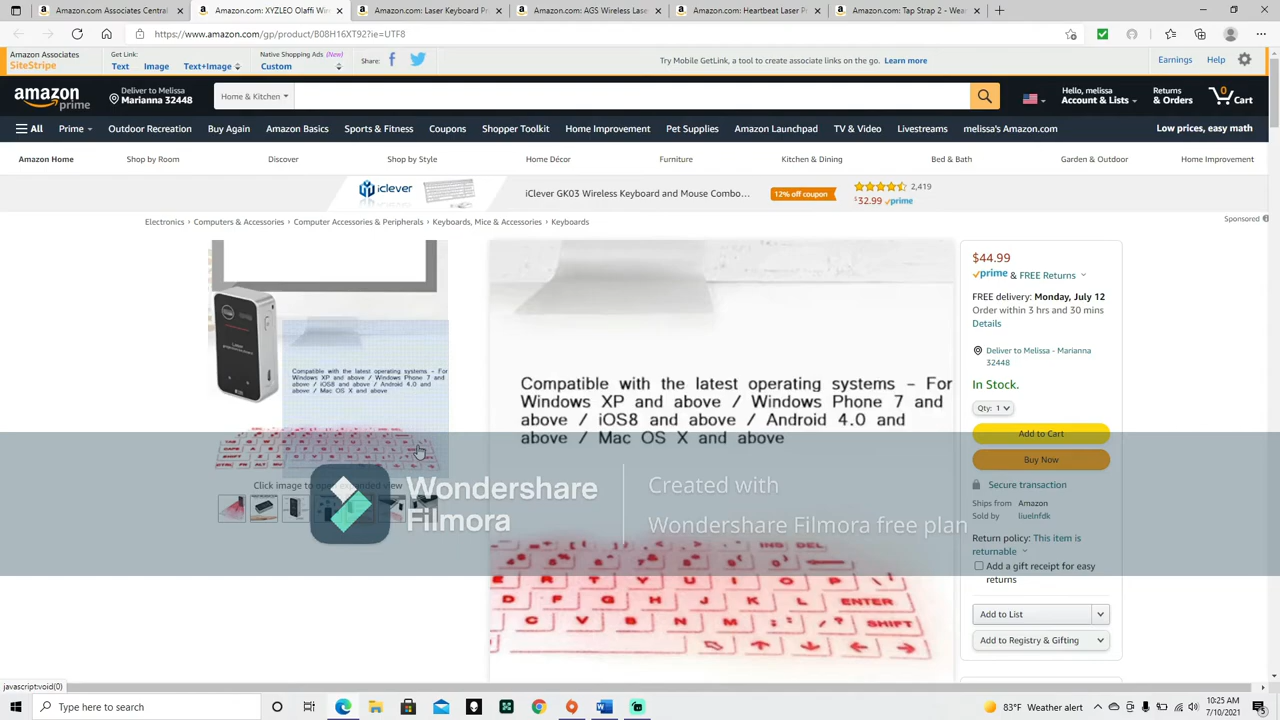 .com: Amazon Associates Central
Amazon.com: XYZLEO Olaffi Wire
Amazon.com: Laser Keyboard Pr
Amazon.com: AGS Wireless Laser
Amazon.com: Heartbeat Laser Pr
Amazon.com: Tap Strap 2 - Wear
https://www.amazon.com/gp/product/B08H16XT92?ie=UTF8
Amazon Associates
SiteStripe
Get Link:
Text Image Text+Image
Native Shopping Ads (New)
Custom
Share:
Try Mobile GetLink, a tool to create associate links on the go. Learn more
Earnings Help
amazon
prime
Deliver to Melissa
Marianna 32448
Home & Kitchen
Hello, melissa
Account & Lists
Returns
& Orders
0
Cart
All Prime Outdoor Recreation Buy Again Amazon Basics Sports & Fitness Coupons Shopper Toolkit Home Improvement Pet Supplies Amazon Launchpad TV & Video Livestreams melissa's Amazon.com
Low prices, easy math
Amazon Home Shop by Room Discover Shop by Style Home Décor Furniture Kitchen & Dining Bed & Bath Garden & Outdoor Home Improvement
iclever
iClever GK03 Wireless Keyboard and Mouse Combo...
12% off coupon
2,419
$32.99 prime
Electronics › Computers & Accessories › Computer Accessories & Peripherals › Keyboards, Mice & Accessories › Keyboards
Sponsored
Compatible with the latest operating systems - For
Windows XP and above / Windows Phone 7 and
above / iOS8 and above / Android 4.0 and
above / Mac OS X and above
Click image to open expanded view
Compatible with the latest operating systems - For
Windows XP and above / Windows Phone 7 and
above / iOS8 and above / Android 4.0 and
above / Mac OS X and above
INS DEL
E R T Y U I O P \
D F G H J K L ENTER
C V B N M ; : / ? SHIFT
$44.99
prime & FREE Returns
FREE delivery: Monday, July 12
Order within 3 hrs and 30 mins
Details
Deliver to Melissa - Marianna
32448
In Stock.
Qty: 1
Add to Cart
Buy Now
Secure transaction
Ships from Amazon
Sold by liuelnfdk
Return policy: This item is
returnable
Add a gift receipt for easy
returns
Add to List
Add to Registry & Gifting
Wondershare
Filmora
Created with
Wondershare Filmora free plan
javascript:void(0)
Type here to search
83°F Weather alert
10:25 AM
7/10/2021
5